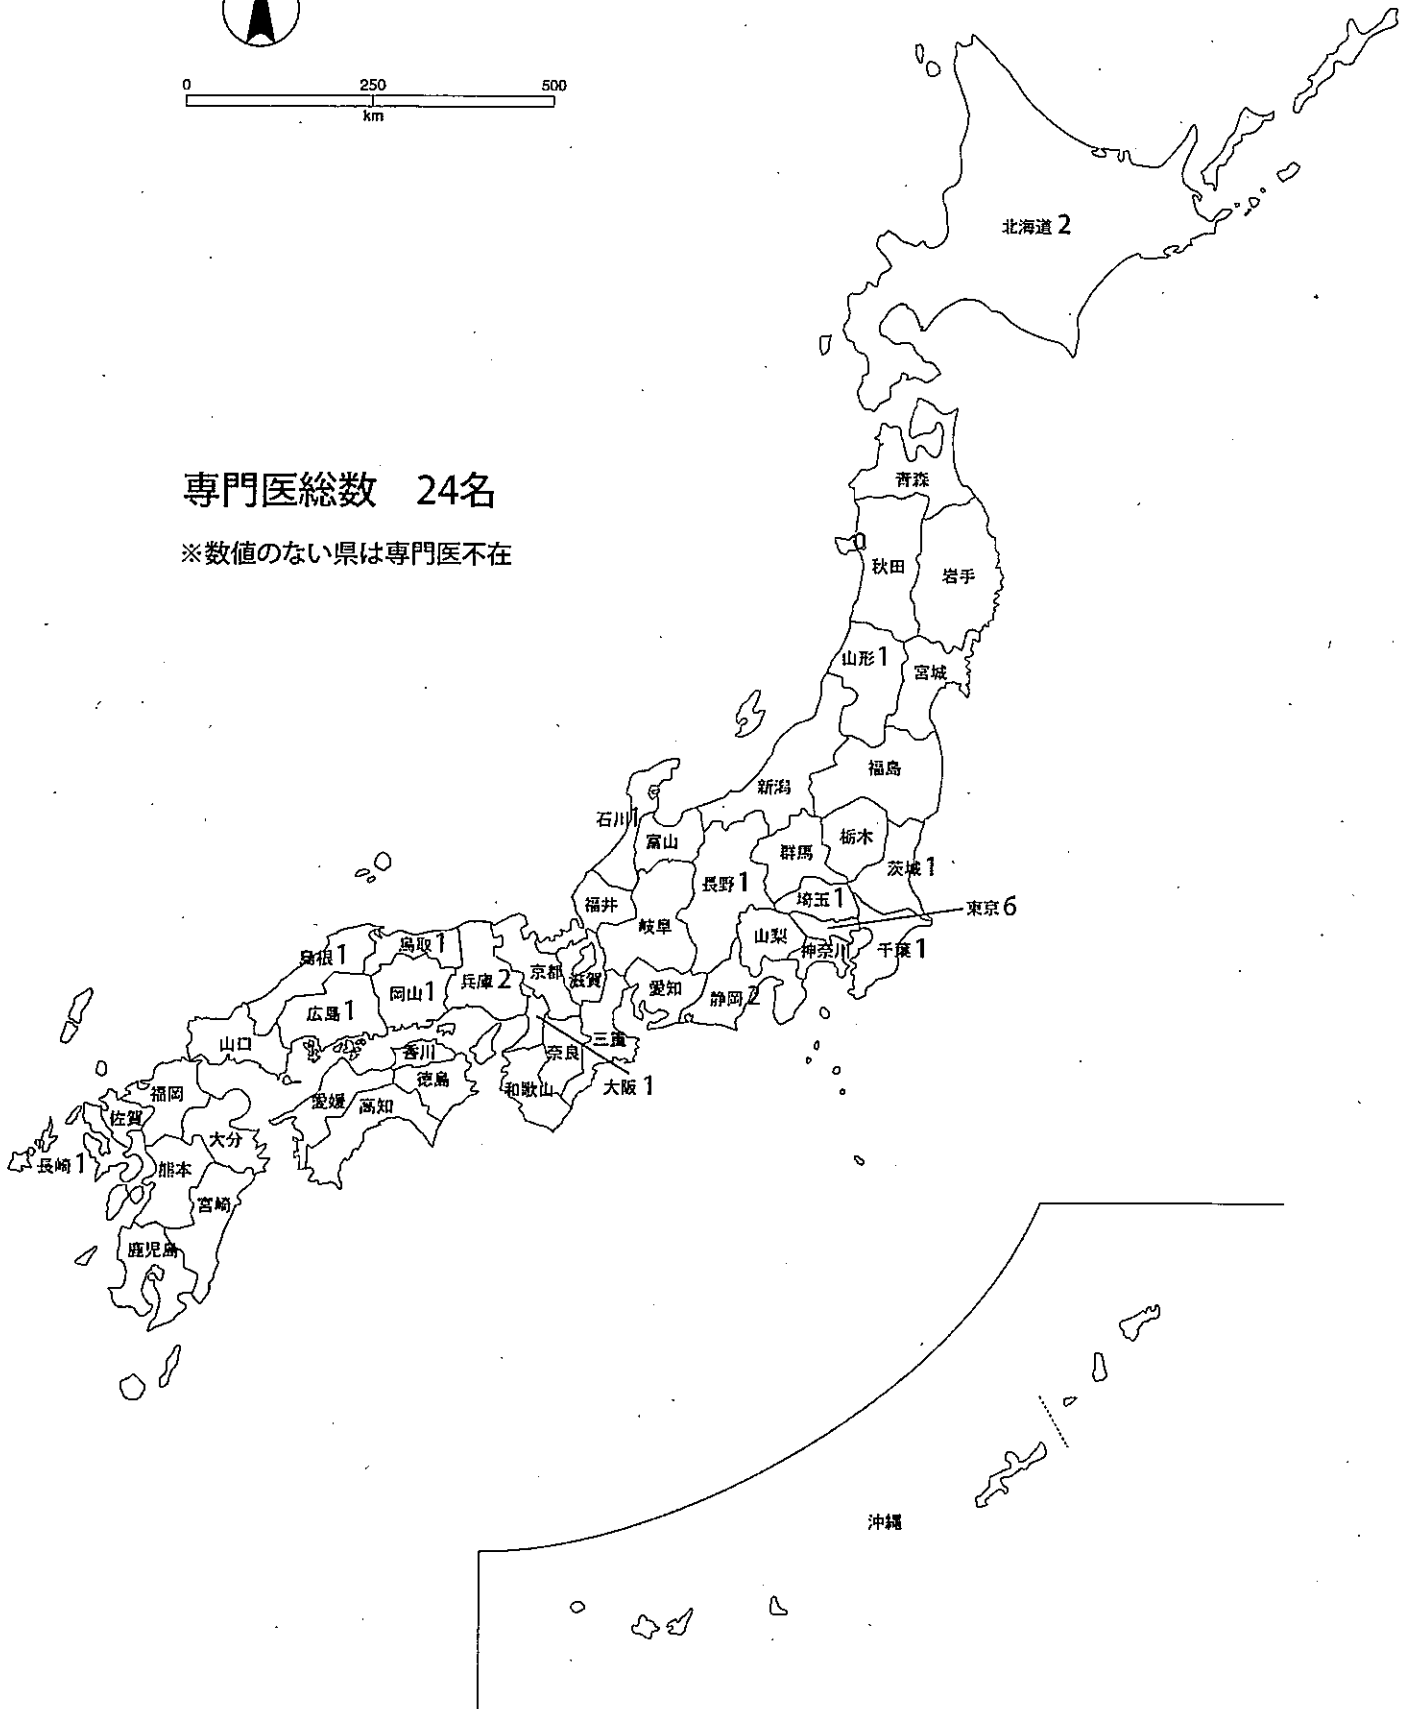 0 250 500
km
北海道 2
専門医総数 24名
※数値のない県は専門医不在
青森
秋田
岩手
山形 1
宮城
福島
新潟
石川 1
富山
栃木
群馬
茨城 1
長野 1
埼玉 1
福井
東京 6
岐阜
山梨
神奈川
千葉 1
島根 1
鳥取 1
京都
滋賀
兵庫 2
岡山 1
愛知
静岡 2
広島 1
三重
山口
香川
奈良
徳島
大阪 1
和歌山
福岡
愛媛
高知
佐賀
大分
長崎 1
熊本
宮崎
鹿児島
沖縄